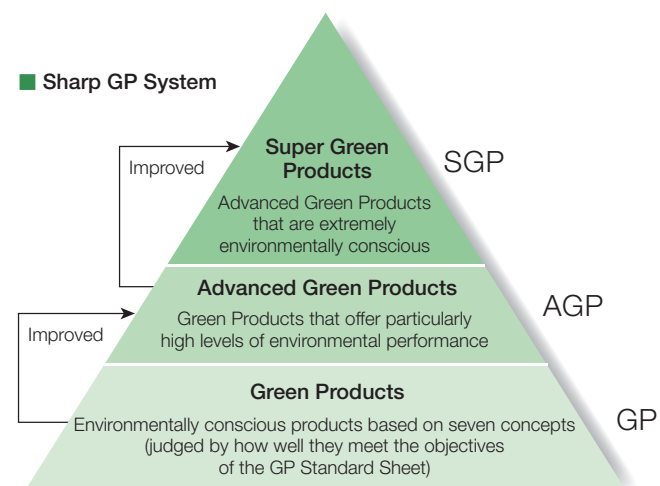 Sharp GP System
Improved
Super Green
Products
SGP
Advanced Green Products
that are extremely
environmentally conscious
Advanced Green Products
AGP
Improved
Green Products that offer particularly
high levels of environmental performance
Green Products
GP
Environmentally conscious products based on seven concepts
(judged by how well they meet the objectives
of the GP Standard Sheet)